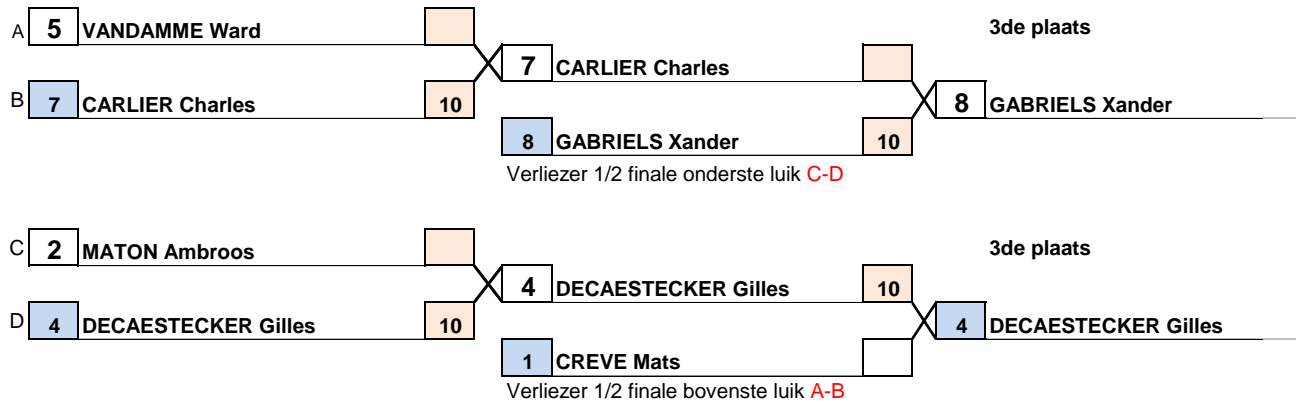 A 5 VANDAMME Ward 3de plaats
7 CARLIER Charles
B 7 CARLIER Charles 10 8 GABRIELS Xander
8 GABRIELS Xander 10
Verliezer 1/2 finale onderste luik C-D
C 2 MATON Ambroos 3de plaats
4 DECAESTECKER Gilles 10
D 4 DECAESTECKER Gilles 10 4 DECAESTECKER Gilles
1 CREVE Mats
Verliezer 1/2 finale bovenste luik A-B